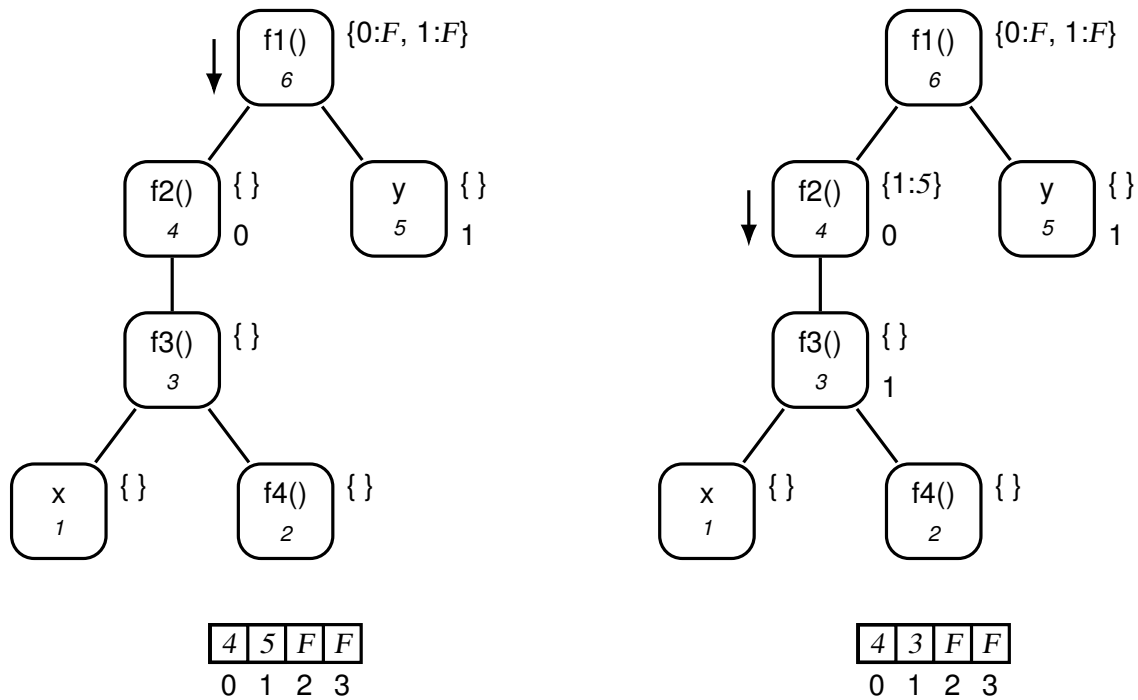 f1()
6
{0:F, 1:F}
f2()
4
{ }
0
y
5
{ }
1
f3()
3
{ }
x
1
{ }
f4()
2
{ }
4 5 F F
0 1 2 3
f1()
6
{0:F, 1:F}
f2()
4
{1:5}
0
y
5
{ }
1
f3()
3
{ }
1
x
1
{ }
f4()
2
{ }
4 3 F F
0 1 2 3